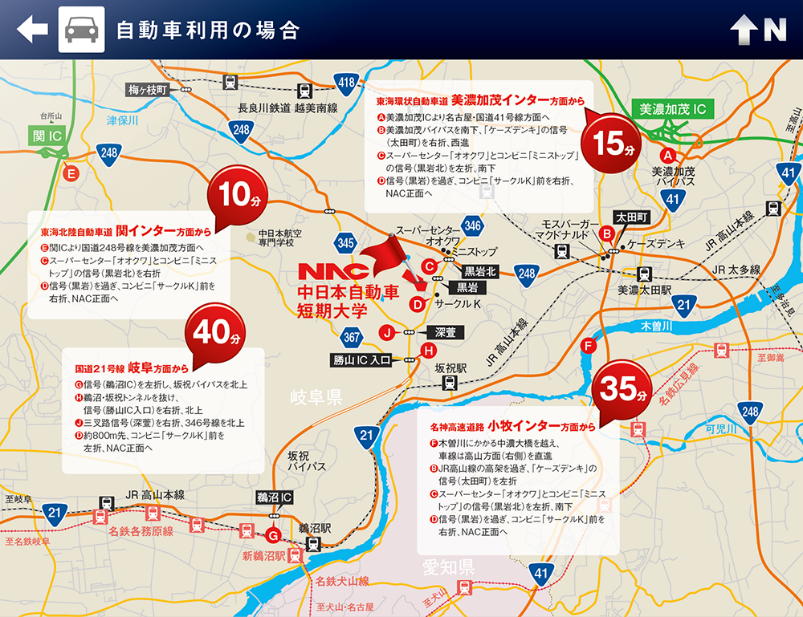 自動車利用の場合
N
418
梅ヶ枝町
長良川鉄道 越美南線
台所山
津保川
関IC
248
248
E
10分
東海北陸自動車道 関インター方面から
E関ICにより国道248号線を美濃加茂方面へ
Cスーパーセンター「オオクワ」とコンビニ「ミニス
トップ」の信号(黒岩北)を右折
D信号(黒岩)を過ぎ、コンビニ「サークルK」前を
右折、NAC正面へ
中日本航空
専門学校
東海環状自動車道 美濃加茂インター方面から
15分
A美濃加茂ICより名古屋・国道41号線方面へ
B美濃加茂バイパスを南下、「ケーズデンキ」の信号
(太田町)を右折、西進
Cスーパーセンター「オオクワ」とコンビニ「ミニストップ」
の信号(黒岩北)を左折、南下
D信号(黒岩)を過ぎ、コンビニ「サークルK」前を右折、
NAC正面へ
美濃加茂IC
A
美濃加茂
バイパス
至高山
41
41
JR高山本線
345
スーパーセンター
オオクワ
346
ミニストップ
C
黒岩北
黒岩
D
サークルK
248
モスバーガー
マクドナルド
太田町
B
ケーズデンキ
美濃太田駅
JR太多線
至多治見
21
木曽川
NAC
中日本自動車
短期大学
367
J
深萱
H
勝山IC入口
坂祝駅
JR高山本線
F
至御嵩
名鉄広見線
248
可児川
40分
国道21号線 岐阜方面から
G信号(鵜沼IC)を左折し、坂祝バイパスを北上
H鵜沼・坂祝トンネルを抜け、
信号(勝山IC入口)を右折、北上
J三叉路信号(深萱)を右折、346号線を北上
D約800m先、コンビニ「サークルK」前を
左折、NAC正面へ
岐阜県
21
坂祝
バイパス
35分
名神高速道路 小牧インター方面から
F木曽川にかかる中濃大橋を越え、
車線は高山方面(右側)を直進
BJR高山線の高架を過ぎ、「ケーズデンキ」の
信号(太田町)を左折
Cスーパーセンター「オオクワ」とコンビニ「ミニス
トップ」の信号(黒岩北)を左折、南下
D信号(黒岩)を過ぎ、コンビニ「サークルK」前を
右折、NAC正面へ
至岐阜
JR高山本線
21
名鉄各務原線
至名鉄岐阜
鵜沼IC
鵜沼駅
G
新鵜沼駅
名鉄犬山線
至犬山・名古屋
愛知県
41
至犬山